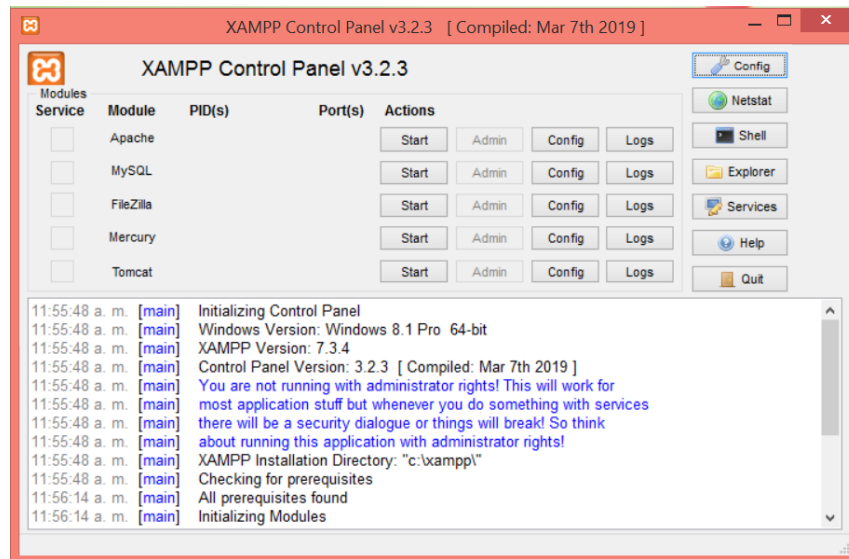 XAMPP Control Panel v3.2.3 [ Compiled: Mar 7th 2019 ]
XAMPP Control Panel v3.2.3
Config
Modules
Service Module PID(s) Port(s) Actions
Netstat
Apache Start Admin Config Logs
Shell
MySQL Start Admin Config Logs
Explorer
FileZilla Start Admin Config Logs
Services
Mercury Start Admin Config Logs
Help
Tomcat Start Admin Config Logs
Quit
11:55:48 a. m. [main] Initializing Control Panel
11:55:48 a. m. [main] Windows Version: Windows 8.1 Pro 64-bit
11:55:48 a. m. [main] XAMPP Version: 7.3.4
11:55:48 a. m. [main] Control Panel Version: 3.2.3 [ Compiled: Mar 7th 2019 ]
11:55:48 a. m. [main] You are not running with administrator rights! This will work for
11:55:48 a. m. [main] most application stuff but whenever you do something with services
11:55:48 a. m. [main] there will be a security dialogue or things will break! So think
11:55:48 a. m. [main] about running this application with administrator rights!
11:55:48 a. m. [main] XAMPP Installation Directory: "c:\xampp\"
11:55:48 a. m. [main] Checking for prerequisites
11:56:14 a. m. [main] All prerequisites found
11:56:14 a. m. [main] Initializing Modules